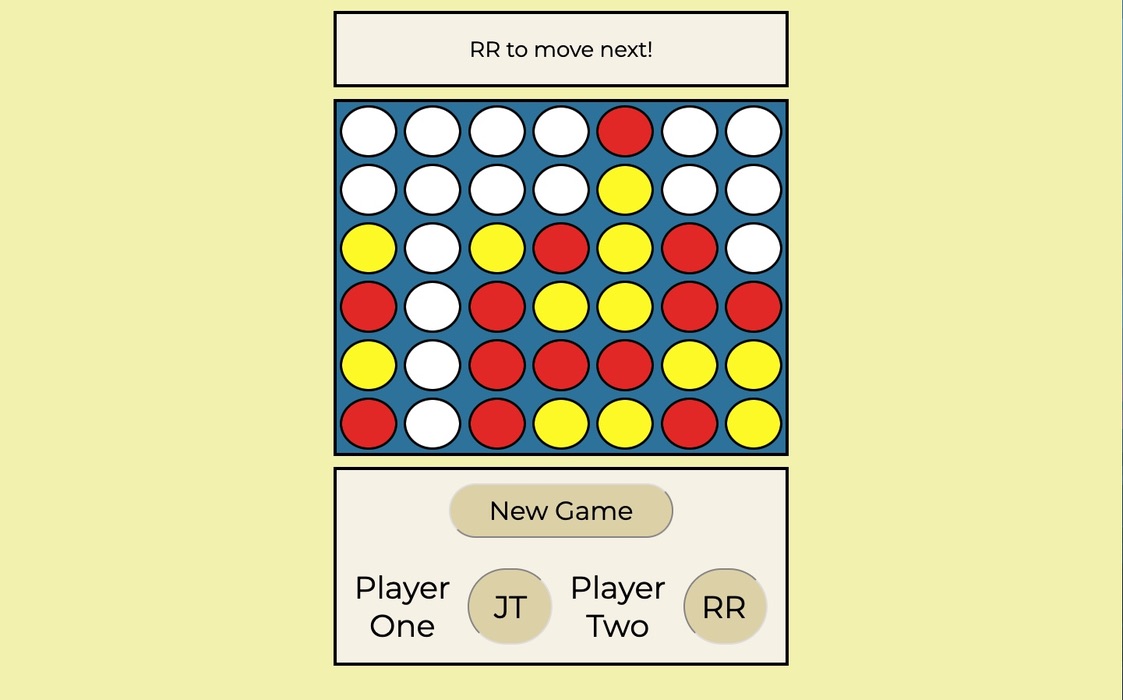 RR to move next!
New Game
Player
One
JT
Player
Two
RR